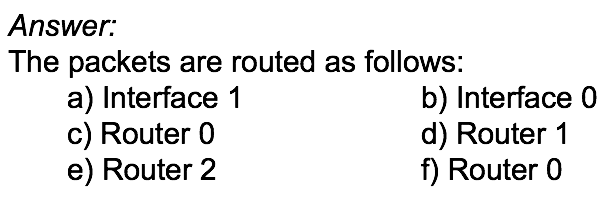 Answer:
The packets are routed as follows:
a) Interface 1 b) Interface 0
c) Router 0 d) Router 1
e) Router 2 f) Router 0